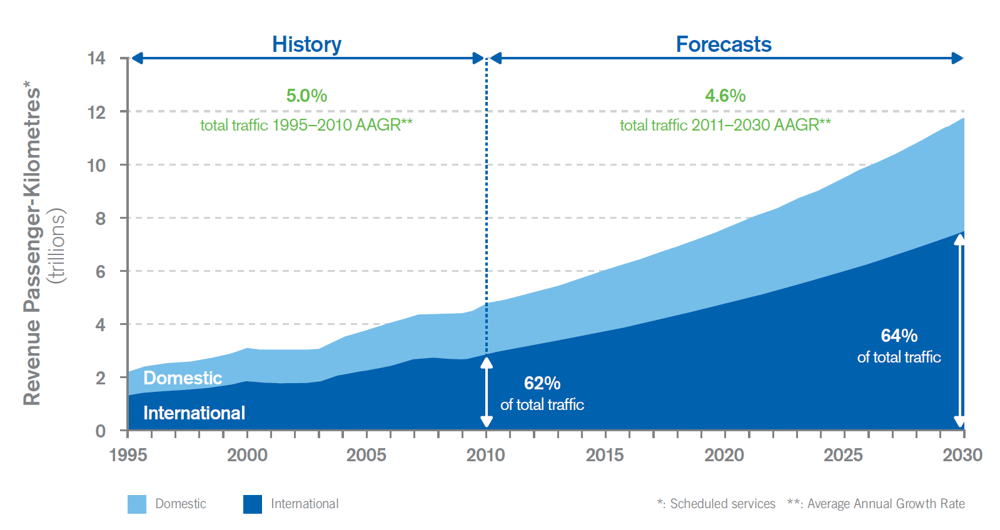 History
Forecasts
14
12
10
8
6
4
2
0
Revenue Passenger-Kilometres*
(trillions)
5.0%
total traffic 1995–2010 AAGR**
4.6%
total traffic 2011–2030 AAGR**
Domestic
International
62%
of total traffic
64%
of total traffic
1995 2000 2005 2010 2015 2020 2025 2030
Domestic International *: Scheduled services **: Average Annual Growth Rate